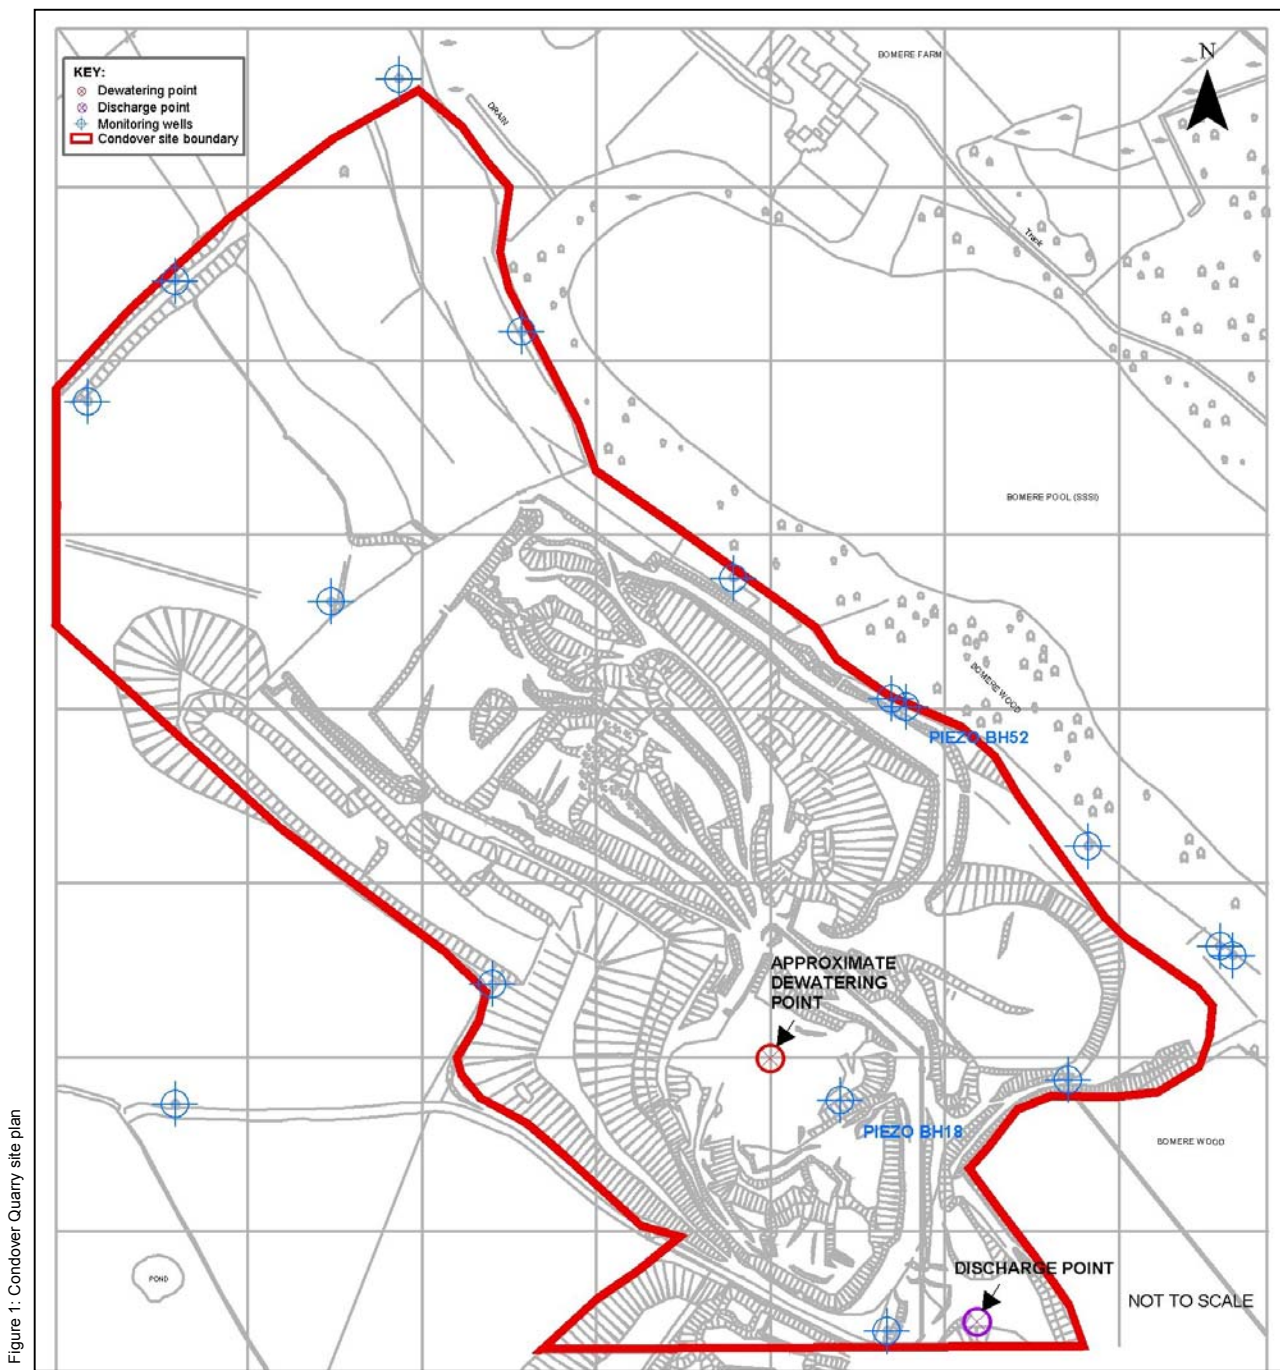 KEY:
Dewatering point
Discharge point
Monitoring wells
Condover site boundary
DRAIN
BOMERE FARM
N
Track
BOMERE POOL (SSSI)
BOMERE WOOD
PIEZO BH52
APPROXIMATE
DEWATERING
POINT
PIEZO BH18
BOMERE WOOD
POND
DISCHARGE POINT
NOT TO SCALE
Figure 1: Condover Quarry site plan